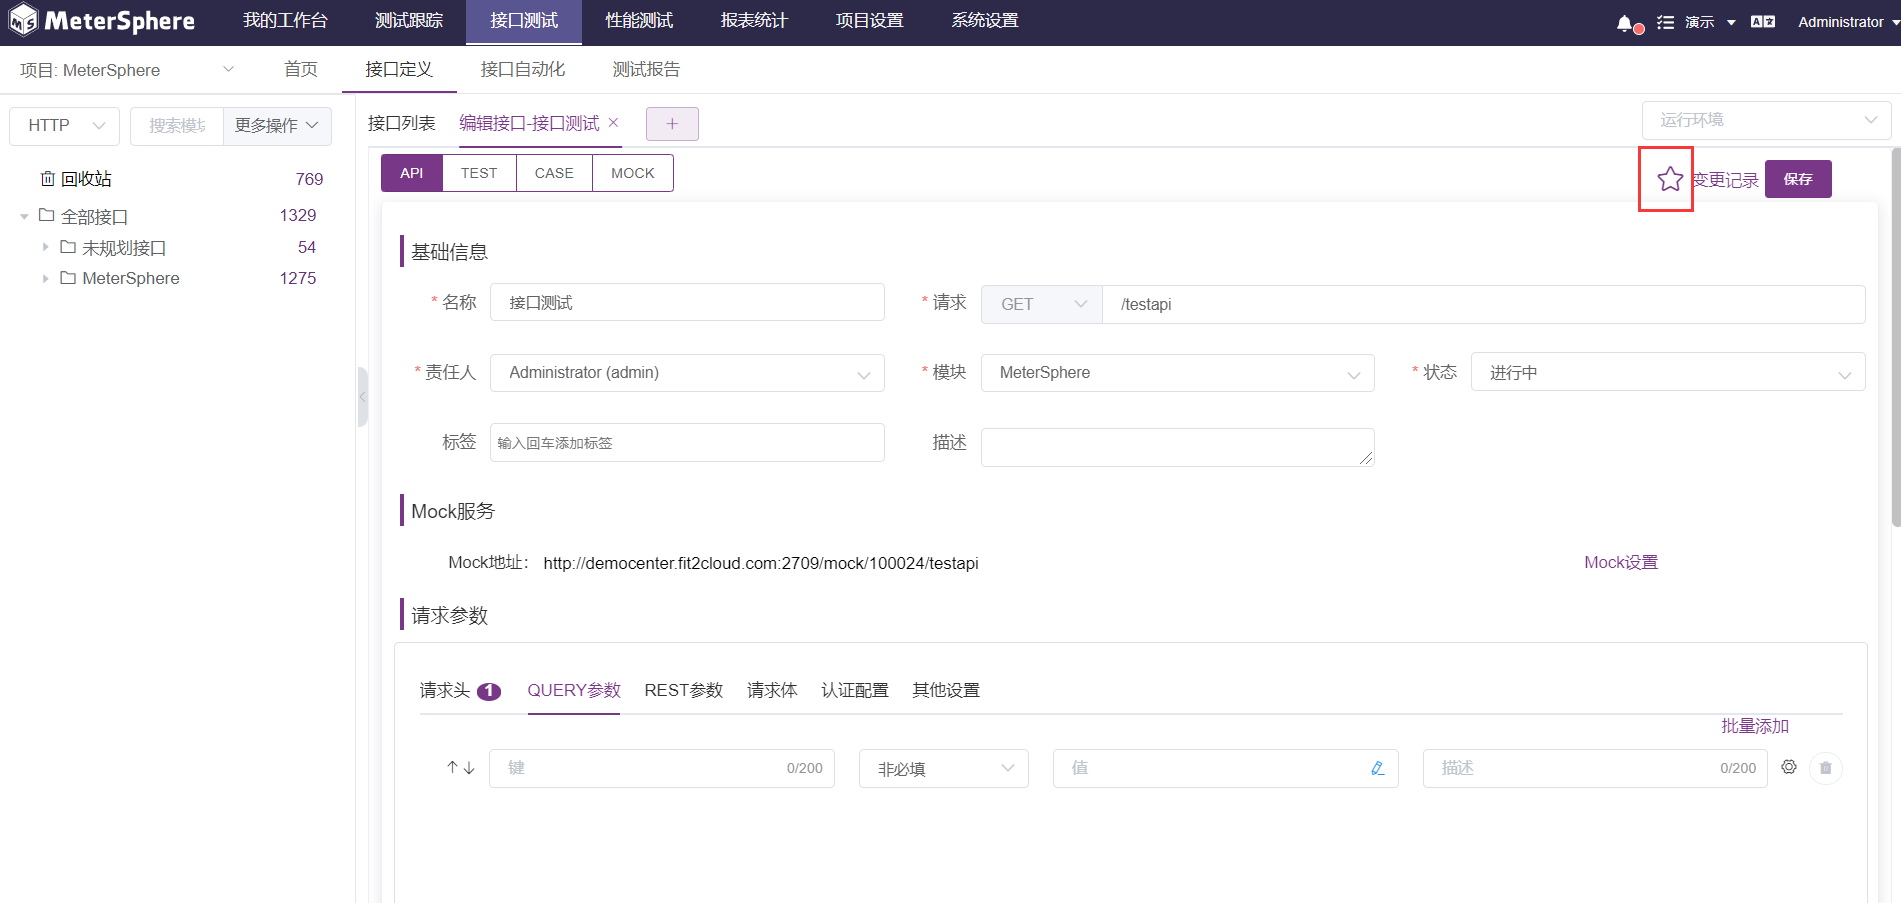 MeterSphere 我的工作台 测试跟踪 接口测试 性能测试 报表统计 项目设置 系统设置 演示 Administrator
项目: MeterSphere 首页 接口定义 接口自动化 测试报告
HTTP 搜索模块 更多操作
回收站 769
全部接口 1329
未规划接口 54
MeterSphere 1275
接口列表 编辑接口-接口测试 × + 运行环境
API TEST CASE MOCK 变更记录 保存
基础信息
* 名称 接口测试 * 请求 GET /testapi
* 责任人 Administrator (admin) * 模块 MeterSphere * 状态 进行中
标签 输入回车添加标签 描述
Mock服务
Mock地址： http://democenter.fit2cloud.com:2709/mock/100024/testapi Mock设置
请求参数
请求头 1 QUERY参数 REST参数 请求体 认证配置 其他设置
批量添加
键 0/200 非必填 值 描述 0/200